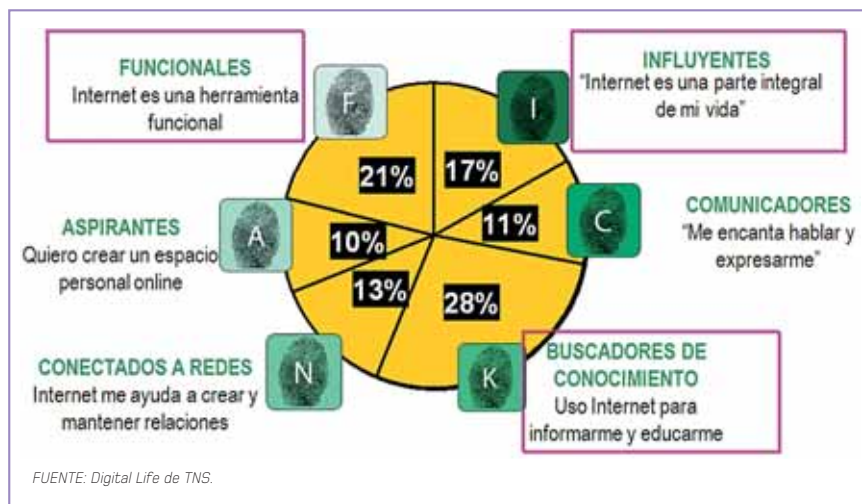 FUNCIONALES
Internet es una herramienta
funcional
F
21%
INFLUYENTES
“Internet es una parte integral
de mi vida”
I
17%
COMUNICADORES
“Me encanta hablar y
expresarme”
C
11%
BUSCADORES DE
CONOCIMIENTO
Uso Internet para
informarme y educarme
K
28%
CONECTADOS A REDES
Internet me ayuda a crear y
mantener relaciones
N
13%
ASPIRANTES
Quiero crear un espacio
personal online
A
10%
FUENTE: Digital Life de TNS.